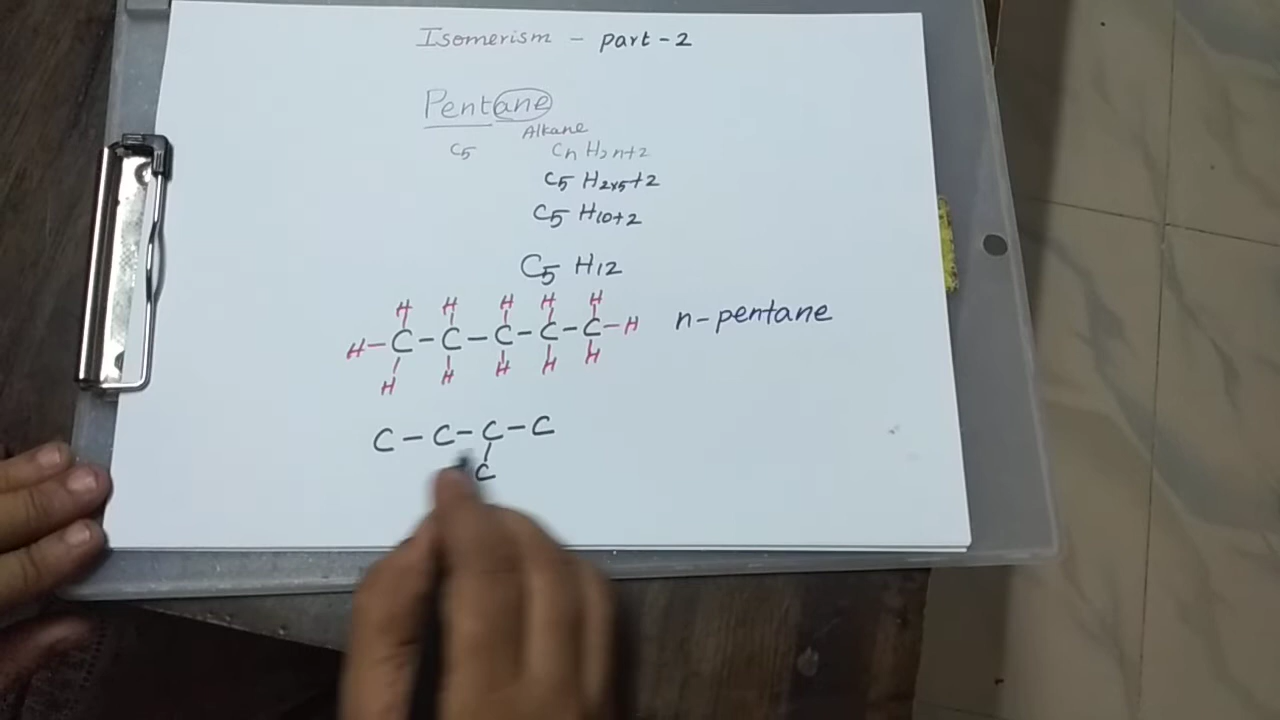 Isomerism - part-2
Pentane
Alkane
C5 CnH2n+2
C5 H2x5+2
C5 H10+2
C5 H12
H H H H H
H-C-C-C-C-C-H n-pentane
H H H H H
C-C-C-C
C